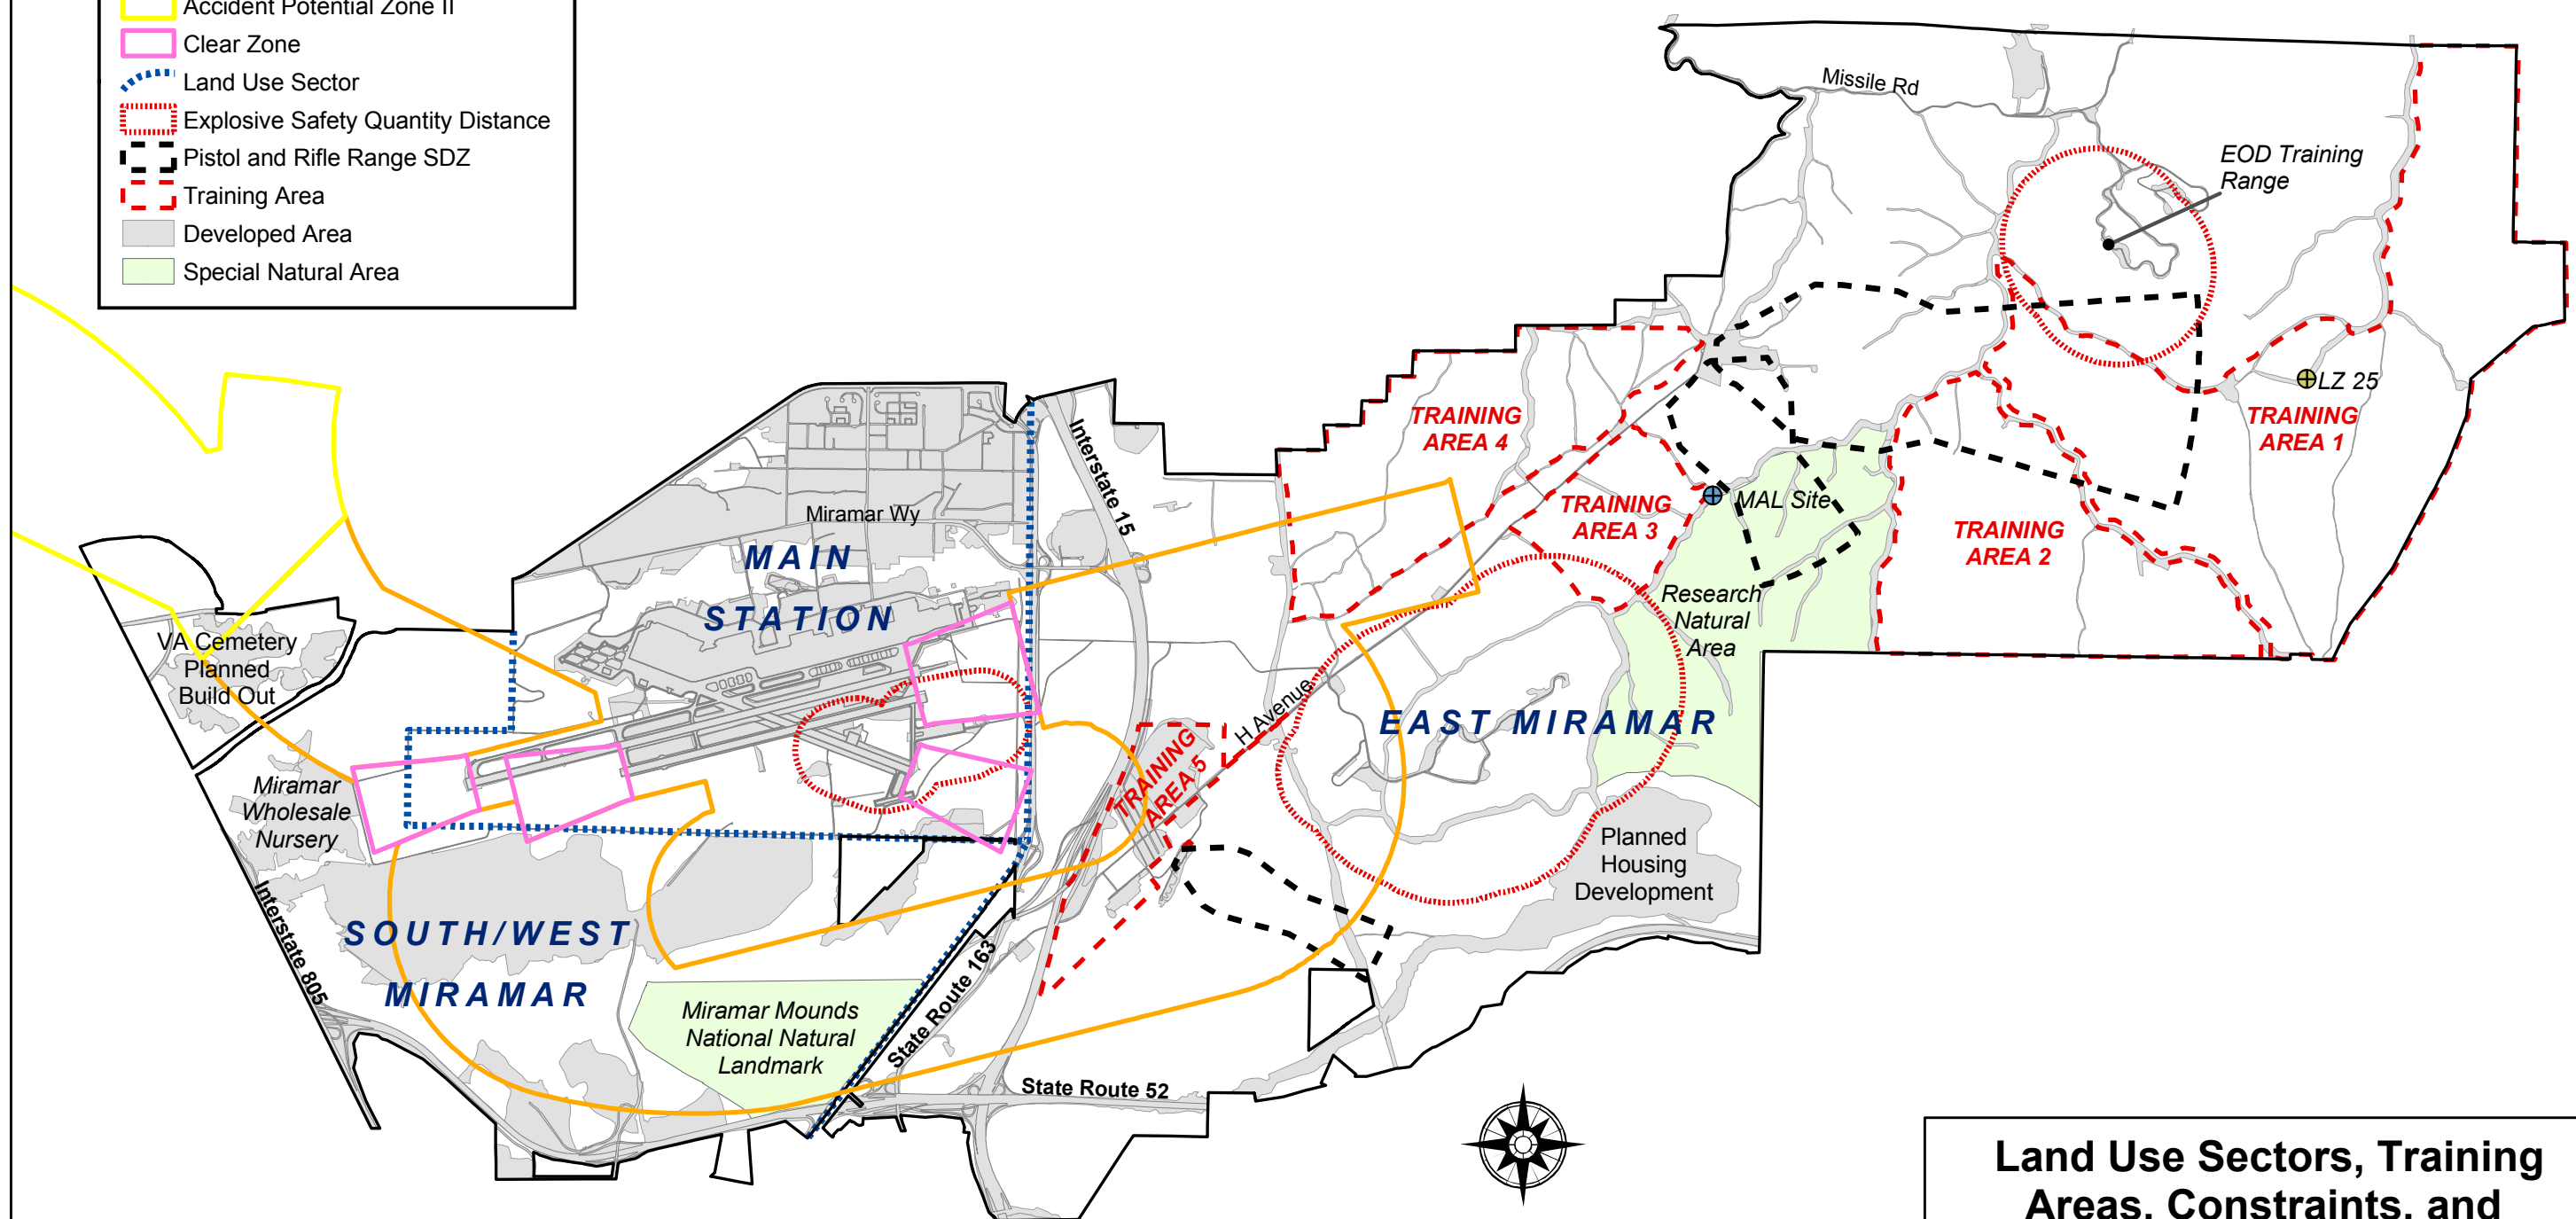 Accident Potential Zone II
Clear Zone
Land Use Sector
Explosive Safety Quantity Distance
Pistol and Rifle Range SDZ
Training Area
Developed Area
Special Natural Area
Missile Rd
EOD Training
Range
LZ 25
TRAINING
AREA 1
TRAINING
AREA 4
Interstate 15
TRAINING
AREA 3
MAL Site
TRAINING
AREA 2
Miramar Wy
MAIN
STATION
Research
Natural
Area
VA Cemetery
Planned
Build Out
H Avenue
EAST MIRAMAR
TRAINING
AREA 5
Miramar
Wholesale
Nursery
Planned
Housing
Development
Interstate 805
SOUTH/WEST
MIRAMAR
State Route 163
Miramar Mounds
National Natural
Landmark
State Route 52
Land Use Sectors, Training
Areas, Constraints, and